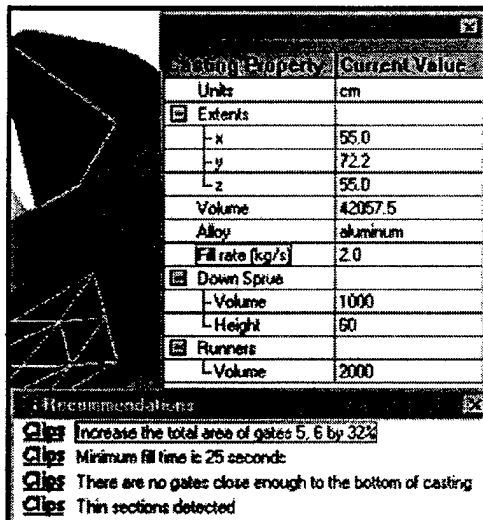 Casting Property Current Value
Units cm
Extents
x 55.0
y 72.2
z 55.0
Volume 42057.5
Alloy aluminum
Fill rate (kg/s) 2.0
Down Sprue
Volume 1000
Height 60
Runners
Volume 2000
Recommendations
Clips Increase the total area of gates 5, 6 by 32%
Clips Minimum fill time is 25 seconds
Clips There are no gates close enough to the bottom of casting
Clips Thin sections detected